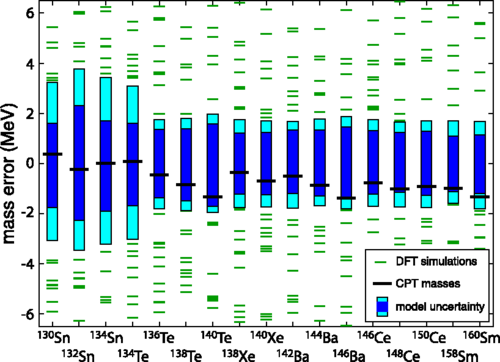 6
4
2
0
-2
-4
-6
mass error (MeV)
DFT simulations
CPT masses
model uncertainty
130Sn 134Sn 136Te 140Te 140Xe 144Ba 146Ce 150Ce 160Sm
132Sn 134Te 138Te 138Xe 142Ba 146Ba 148Ce 158Sm